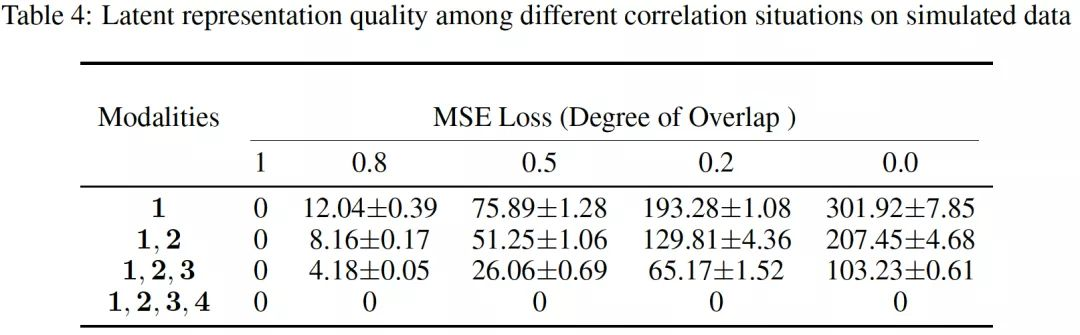 Table 4: Latent representation quality among different correlation situations on simulated data
Modalities MSE Loss (Degree of Overlap )
1 0.8 0.5 0.2 0.0
1 0 12.04±0.39 75.89±1.28 193.28±1.08 301.92±7.85
1, 2 0 8.16±0.17 51.25±1.06 129.81±4.36 207.45±4.68
1, 2, 3 0 4.18±0.05 26.06±0.69 65.17±1.52 103.23±0.61
1, 2, 3, 4 0 0 0 0 0